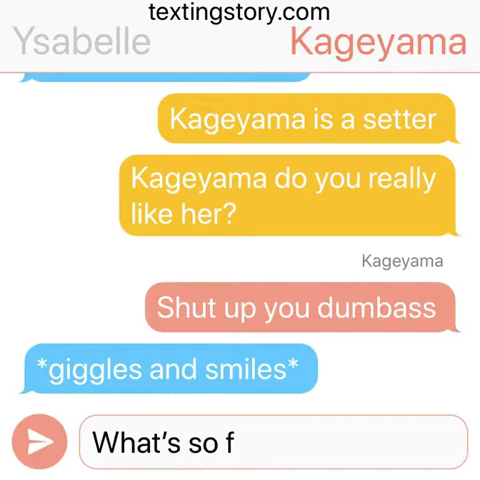 textingstory.com
Ysabelle
Kageyama
Kageyama is a setter
Kageyama do you really
like her?
Kageyama
Shut up you dumbass
*giggles and smiles*
What's so f